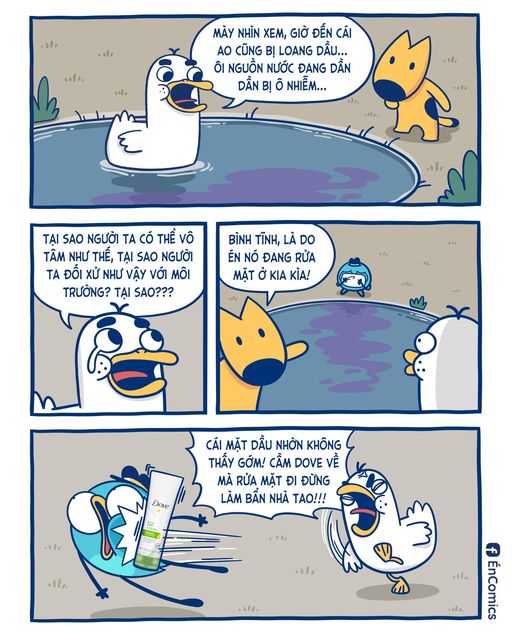 MÀY NHÌN XEM, GIỜ ĐẾN CÁI
AO CŨNG BỊ LOANG DẦU...
ÔI NGUỒN NƯỚC ĐANG DẦN
DẦN BỊ Ô NHIỄM...
TẠI SAO NGƯỜI TA CÓ THỂ VÔ
TÂM NHƯ THẾ, TẠI SAO NGƯỜI
TA ĐỐI XỬ NHƯ VẬY VỚI MÔI
TRƯỜNG? TẠI SAO???
BÌNH TĨNH, LÀ DO
ÉN NÓ ĐANG RỬA
MẶT Ở KIA KÌA!
CÁI MẶT DẦU NHỜN KHÔNG
THẤY GỚM! CẦM DOVE VỀ
MÀ RỬA MẶT ĐI ĐỪNG
LÀM BẨN NHÀ TAO!!!
Dove
ÉnComics